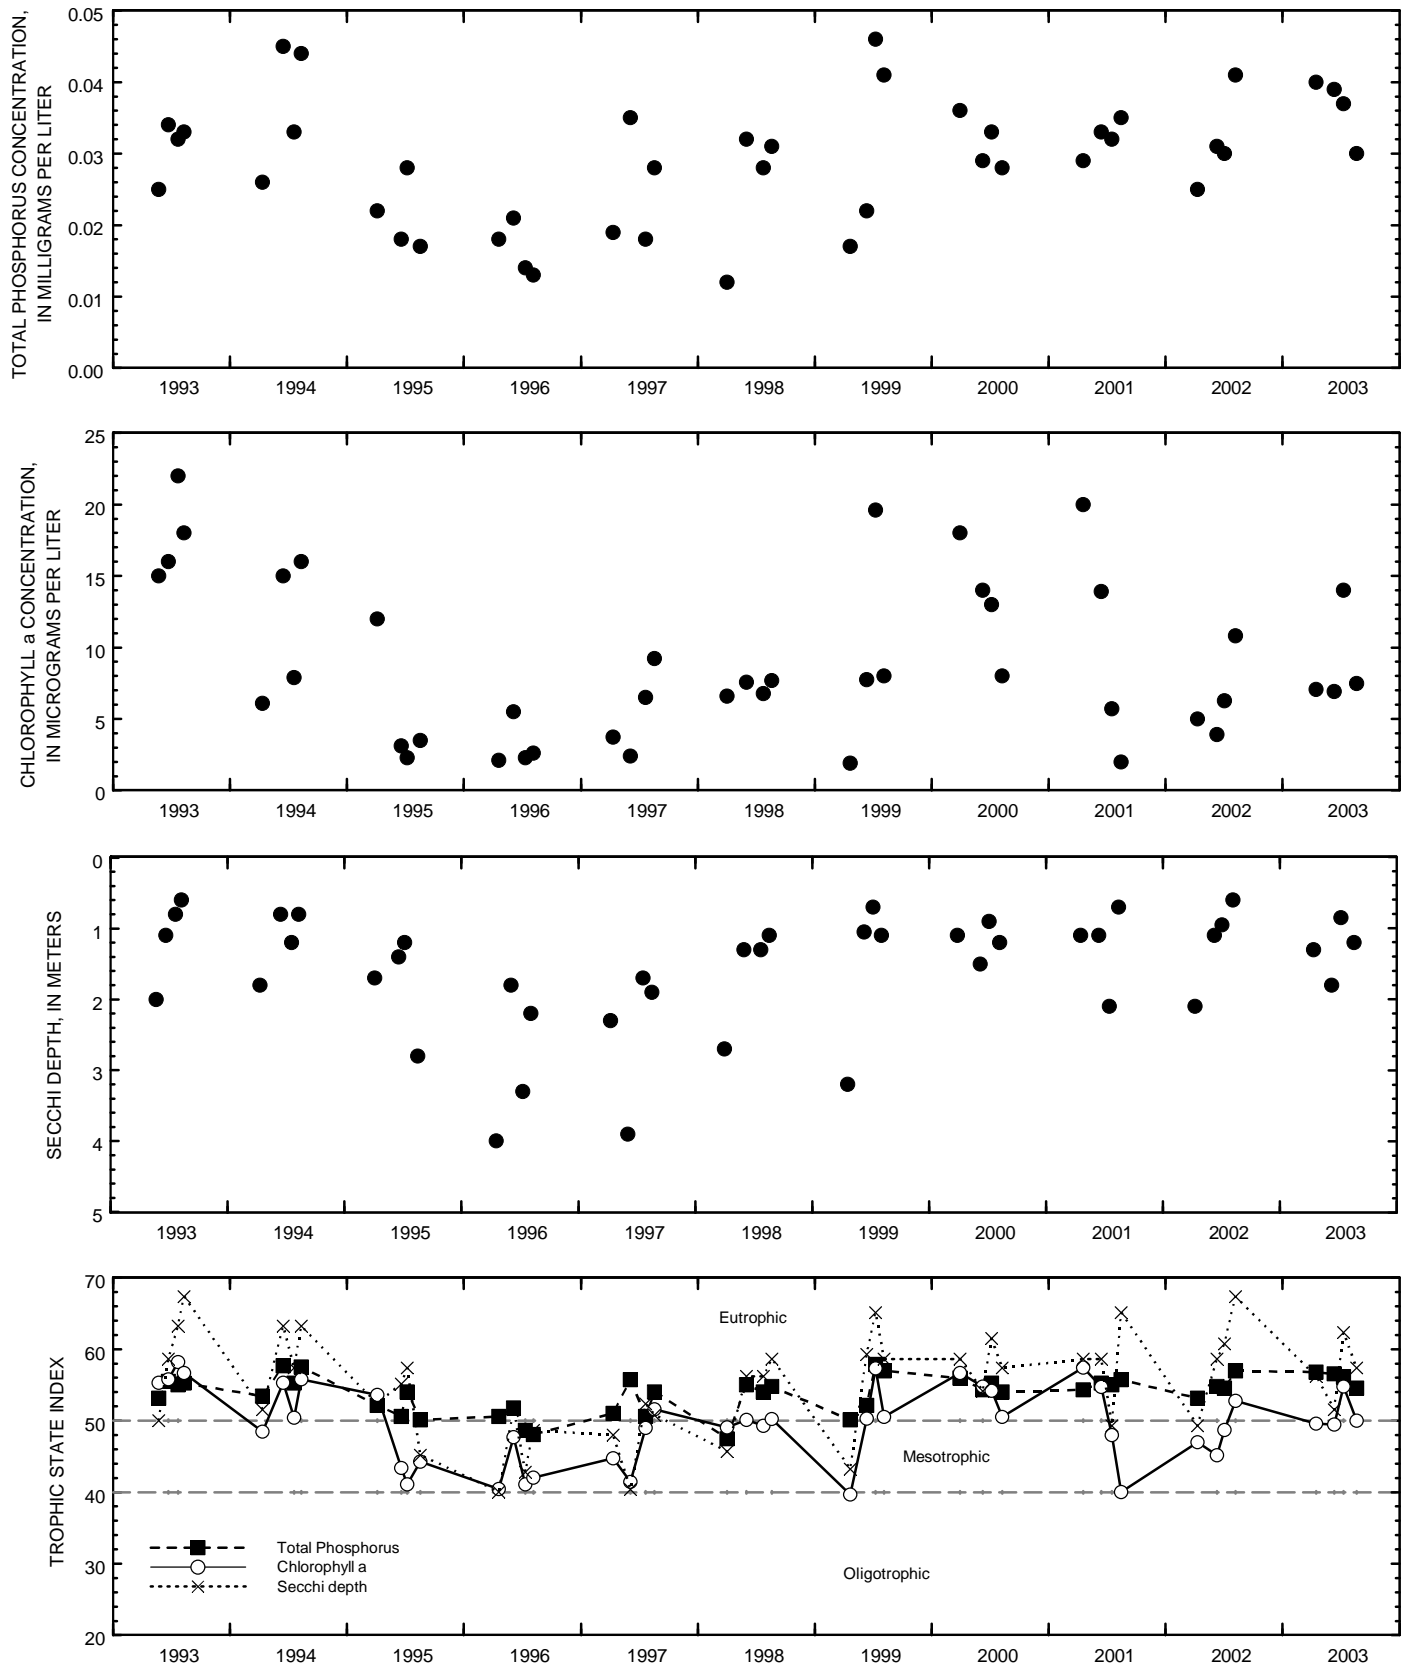 TOTAL PHOSPHORUS CONCENTRATION,
IN MILLIGRAMS PER LITER
0.05
0.04
0.03
0.02
0.01
0.00
1993 1994 1995 1996 1997 1998 1999 2000 2001 2002 2003
CHLOROPHYLL a CONCENTRATION,
IN MICROGRAMS PER LITER
25
20
15
10
5
0
1993 1994 1995 1996 1997 1998 1999 2000 2001 2002 2003
SECCHI DEPTH, IN METERS
0
1
2
3
4
5
1993 1994 1995 1996 1997 1998 1999 2000 2001 2002 2003
TROPHIC STATE INDEX
70
60
50
40
30
20
Eutrophic
Mesotrophic
Oligotrophic
Total Phosphorus
Chlorophyll a
Secchi depth
1993 1994 1995 1996 1997 1998 1999 2000 2001 2002 2003